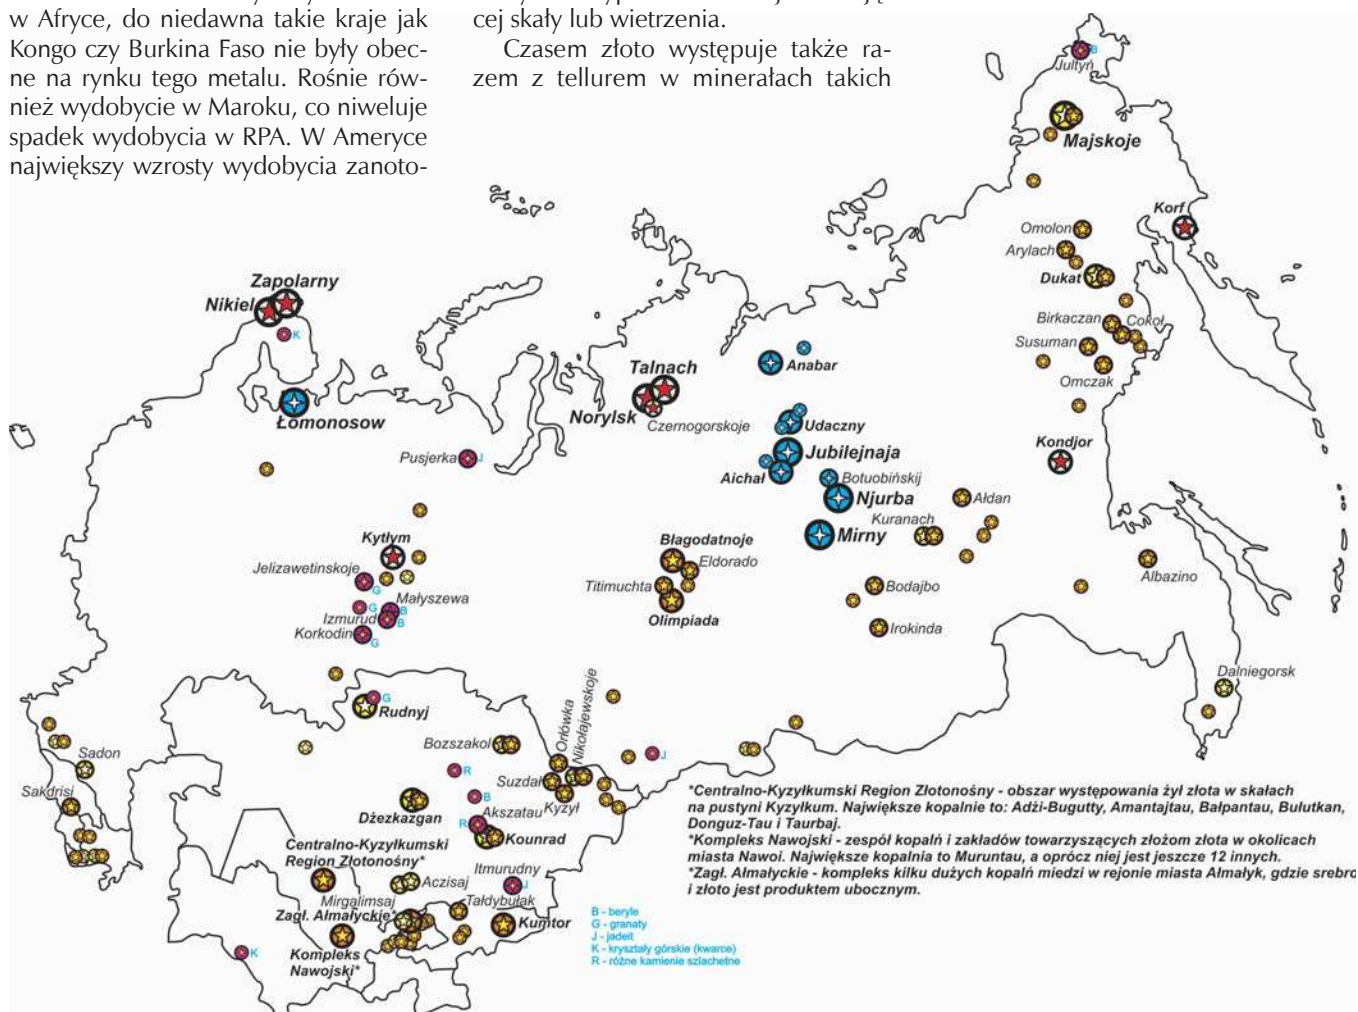 w Afryce, do niedawna takie kraje jak
Kongo czy Burkina Faso nie były obec-
ne na rynku tego metalu. Rośnie rów-
nież wydobycie w Maroku, co niweluje
spadek wydobycia w RPA. W Ameryce
największy wzrosty wydobycia zanoto-
cej skały lub wietrzenia.
Czasem złoto występuje także ra-
zem z tellurem w minerałach takich
B
Jultyn
Majskoje
Korf
Omolon
Arylach
Dukat
Zapolarny
Nikiel
K
Birkaczan
Cokoł
Susuman
Omczak
Talnach
Anabar
Norylsk
Czernogorskoje
Łomonosow
Udaczny
Pusjerka
J
Jubilejnaja
Kondjor
Aichał
Botuobińskij
Njurba
Ałdan
Kuranach
Mirny
Kytłym
Błagodatnoje
Eldorado
Jelizawetinskoje
G
Titimuchta
Bodajbo
Albazino
Małyszewa
G
B
Izmurud
B
Olimpiada
Korkodin
G
Irokinda
Dalniegorsk
G
Rudnyj
Orłówka
Nikołajewskoje
Bozszakol
J
Sadon
R
Suzdał
Sakdrisi
B
Kyzył
Akszatau
Dżezkazgan
R
Kounrad
*Centralno-Kyzyłkumski Region Złotonośny - obszar występowania żył złota w skałach
na pustyni Kyzyłkum. Największe kopalnie to: Adżi-Bugutty, Amantajtau, Bałpantau, Bulutkan,
Donguz-Tau i Taurbaj.
*Kompleks Nawojski - zespół kopalń i zakładów towarzyszących złożom złota w okolicach
miasta Nawoi. Największe kopalnia to Muruntau, a oprócz niej jest jeszcze 12 innych.
*Zagł. Ałmałyckie - kompleks kilku dużych kopalń miedzi w rejonie miasta Ałmałyk, gdzie srebro
i złoto jest produktem ubocznym.
Centralno-Kyzyłkumski
Region Złotonośny*
Itmurudny
J
Aczisaj
Mirgalimsaj
Tałdybułak
Zagł. Ałmałyckie*
Kumtor
Kompleks
Nawojski*
K
B - beryle
G - granaty
J - jadeit
K - kryształy górskie (kwarce)
R - różne kamienie szlachetne